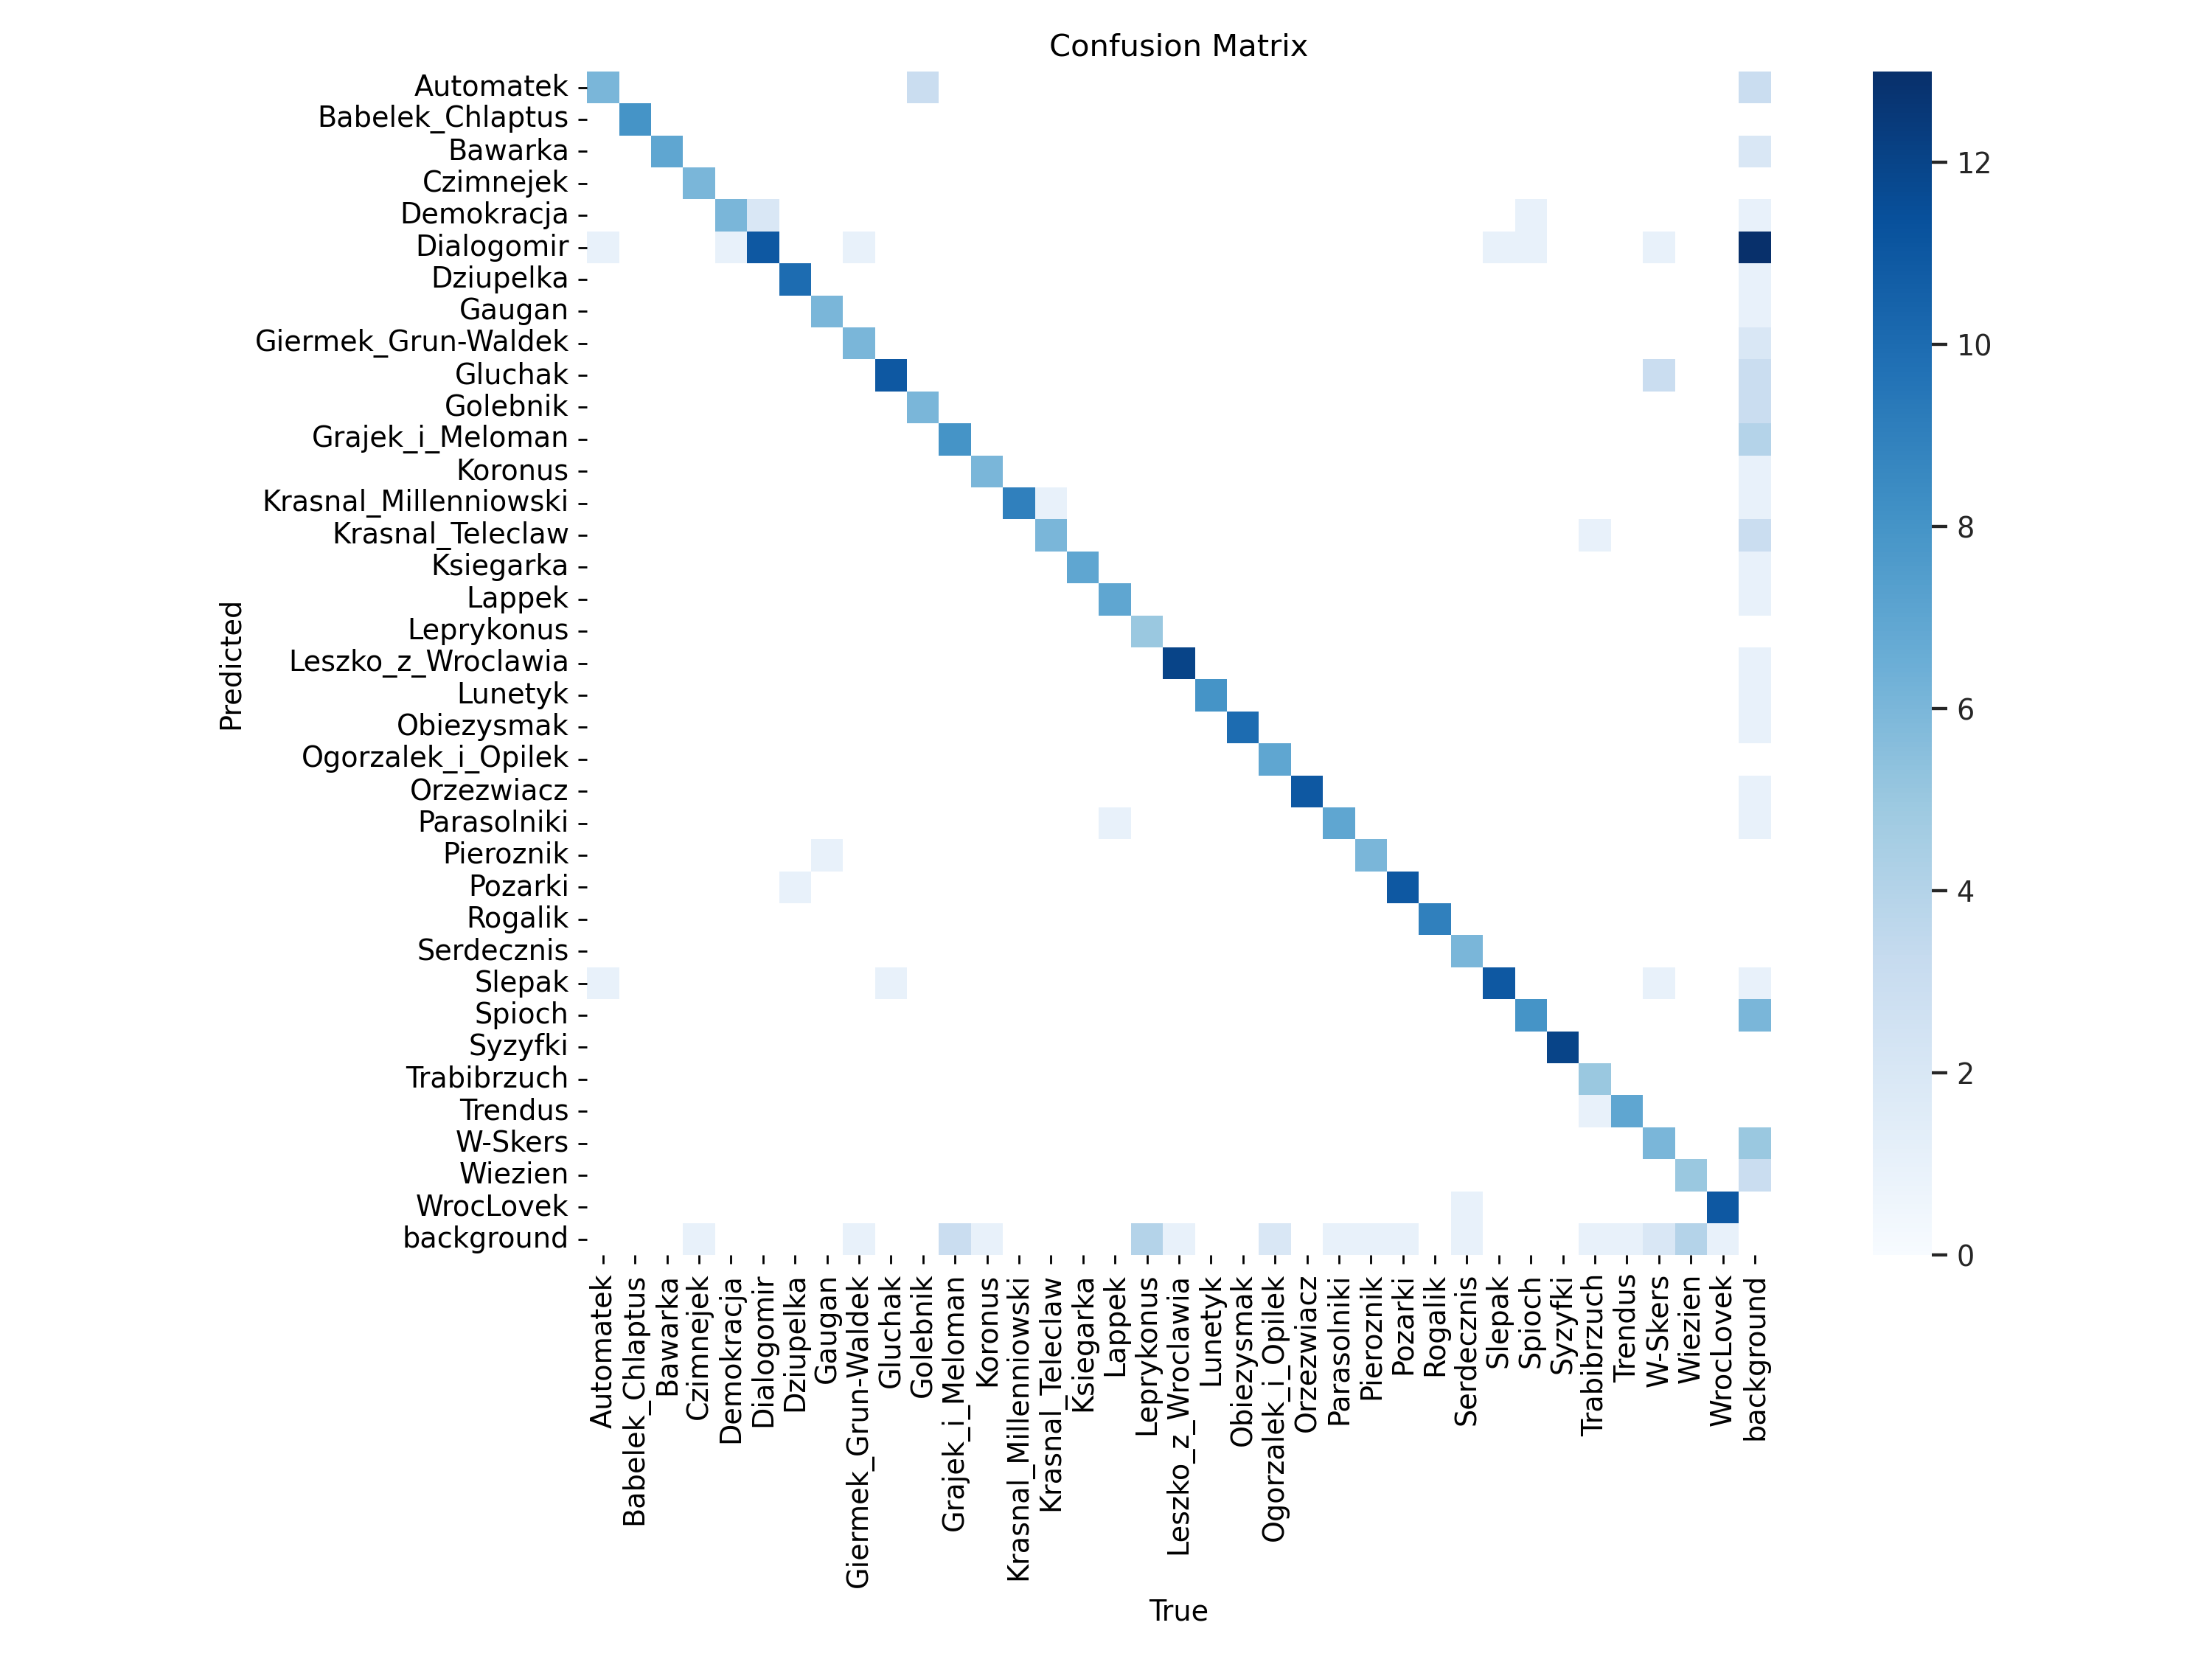 Confusion Matrix
Automatek
Babelek_Chlaptus
Bawarka
Czimnejek
Demokracja
Dialogomir
Dziupelka
Gaugan
Giermek_Grun-Waldek
Gluchak
Golebnik
Grajek_i_Meloman
Koronus
Krasnal_Millenniowski
Krasnal_Teleclaw
Ksiegarka
Lappek
Leprykonus
Leszko_z_Wroclawia
Lunetyk
Obiezysmak
Ogorzalek_i_Opilek
Orzezwiacz
Parasolniki
Pieroznik
Pozarki
Rogalik
Serdecznis
Slepak
Spioch
Syzyfki
Trabibrzuch
Trendus
W-Skers
Wiezien
WrocLovek
background
Predicted
Automatek
Babelek_Chlaptus
Bawarka
Czimnejek
Demokracja
Dialogomir
Dziupelka
Gaugan
Giermek_Grun-Waldek
Gluchak
Golebnik
Grajek_i_Meloman
Koronus
Krasnal_Millenniowski
Krasnal_Teleclaw
Ksiegarka
Lappek
Leprykonus
Leszko_z_Wroclawia
Lunetyk
Obiezysmak
Ogorzalek_i_Opilek
Orzezwiacz
Parasolniki
Pieroznik
Pozarki
Rogalik
Serdecznis
Slepak
Spioch
Syzyfki
Trabibrzuch
Trendus
W-Skers
Wiezien
WrocLovek
background
True
12
10
8
6
4
2
0